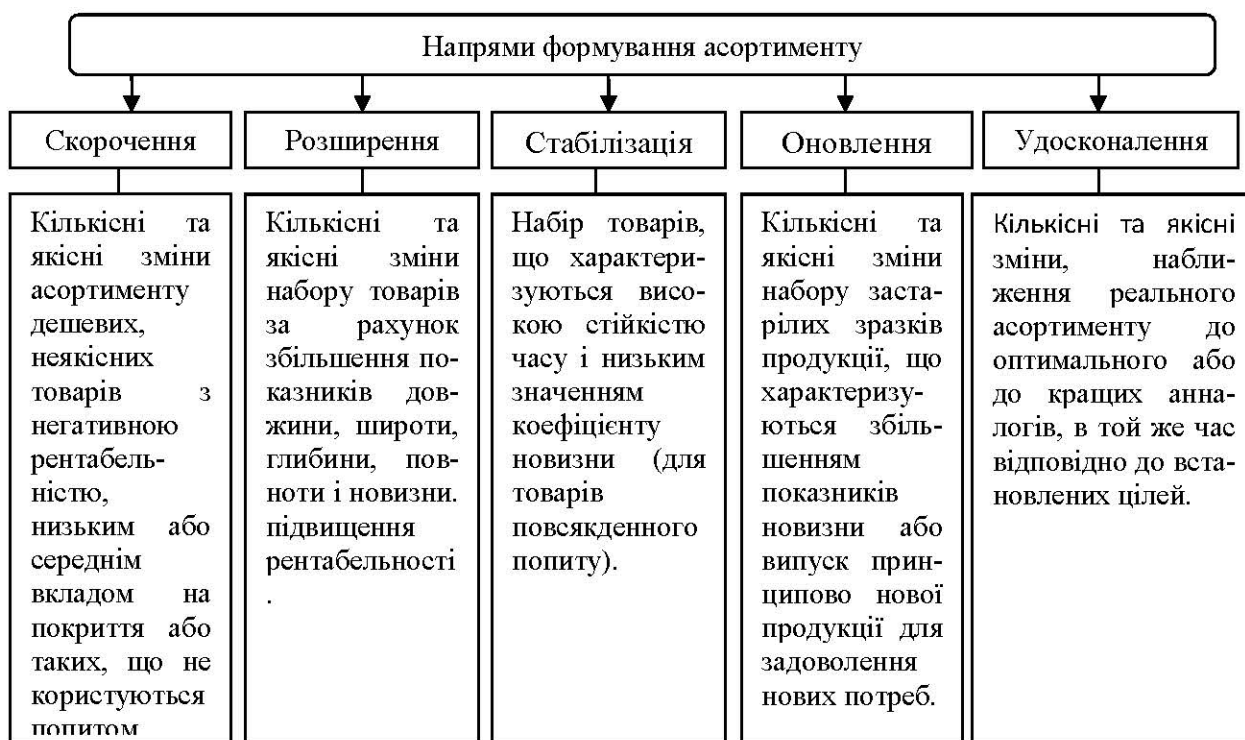 Напрями формування асортименту
Скорочення
Розширення
Стабілізація
Оновлення
Удосконалення
Кількісні та
якісні зміни
асортименту
дешевих,
неякісних
товарів з
негативною
рентабель-
ністю,
низьким або
середнім
вкладом на
покриття або
таких, що не
користуються
попитом
Кількісні та
якісні зміни
набору товарів
за рахунок
збільшення по-
казників дов-
жини, широти,
глибини, пов-
ноти і новизни.
підвищення
рентабельності
.
Набір товарів,
що характери-
зуються висо-
кою стійкістю
часу і низьким
значенням
коефіцієнту
новизни (для
товарів
повсякденного
попиту).
Кількісні та
якісні зміни
набору заста-
рілих зразків
продукції, що
характеризу-
ються збіль-
шенням
показників
новизни або
випуск прин-
ципово нової
продукції для
задоволення
нових потреб.
Кількісні та якісні
зміни, набли-
ження реального
асортименту до
оптимального або
до кращих анна-
логів, в той же час
відповідно до вста-
новлених цілей.